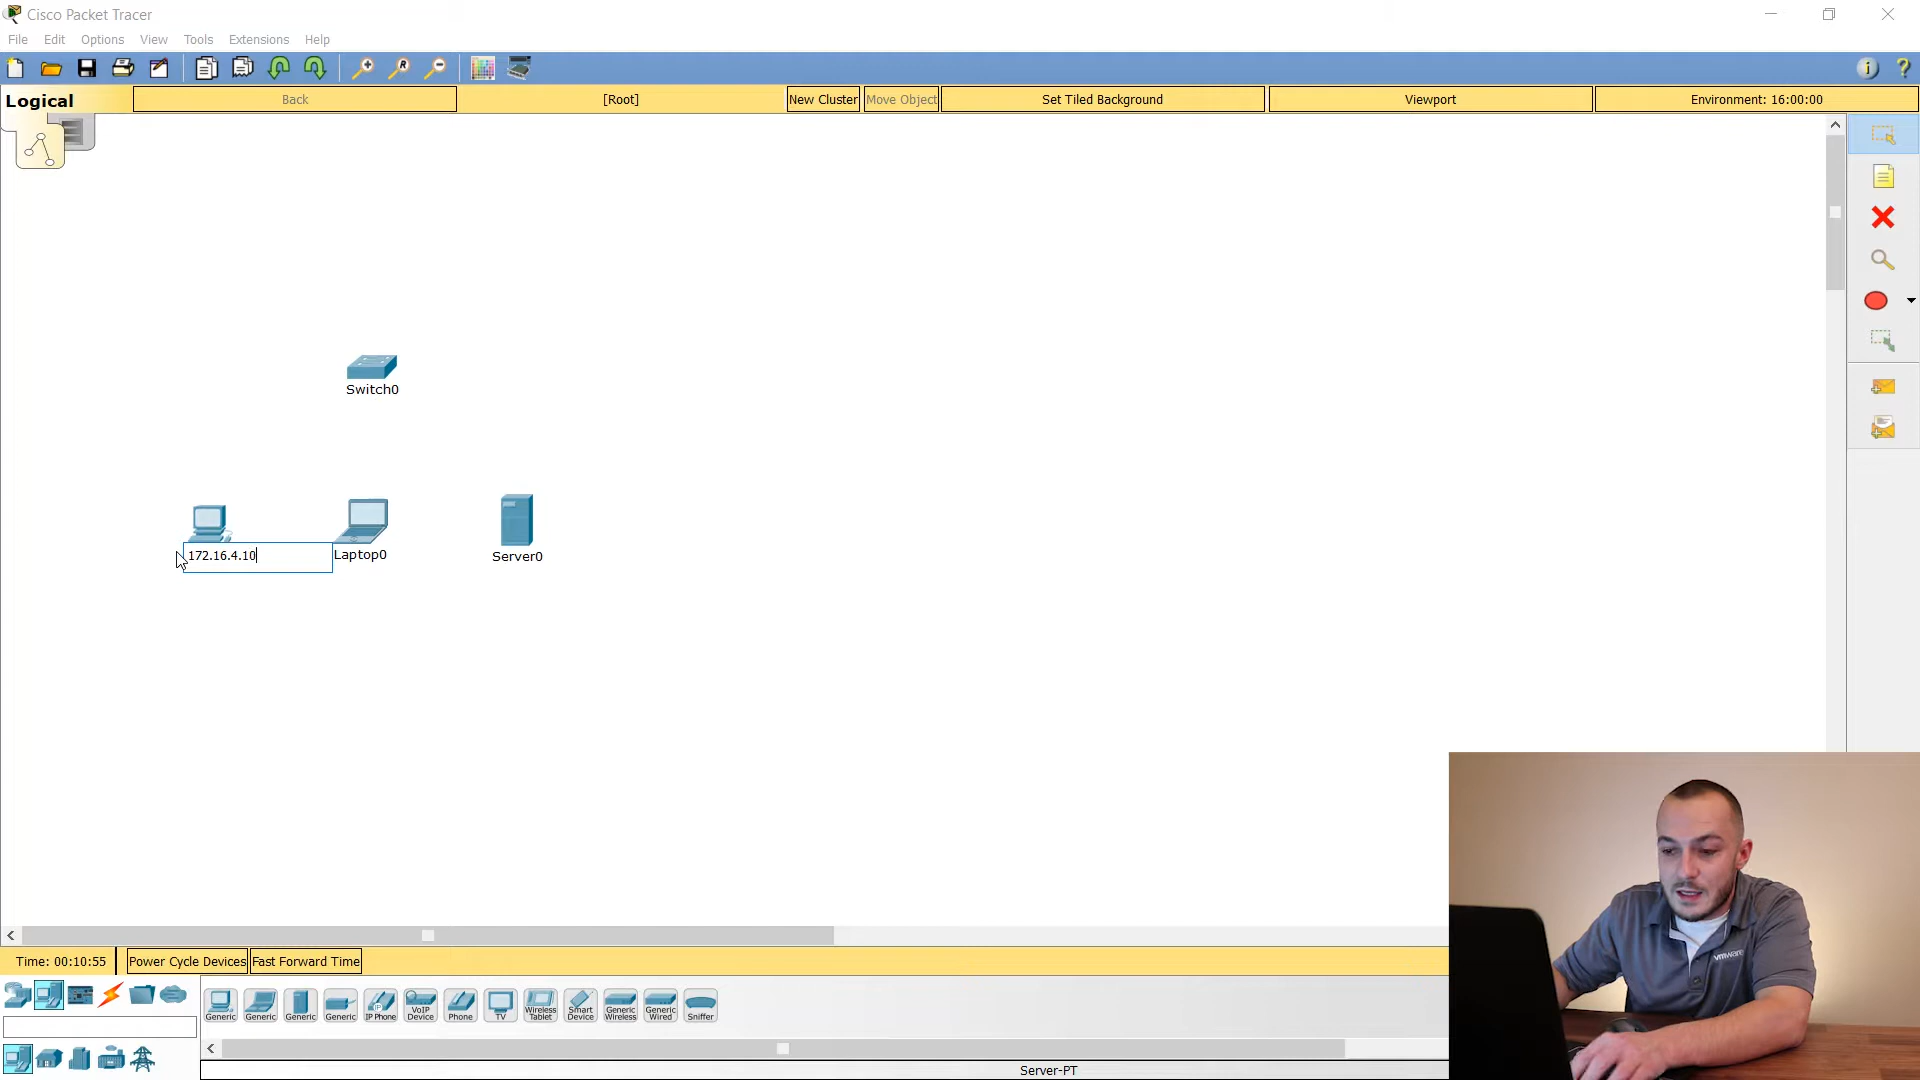 Cisco Packet Tracer
File Edit Options View Tools Extensions Help
R
i ?
Logical Back [Root] New Cluster Move Object Set Tiled Background Viewport Environment: 16:00:00
Switch0
172.16.4.10
Laptop0
Server0
Time: 00:10:55 Power Cycle Devices Fast Forward Time
Generic Generic Generic Generic IP Phone VoIP Device Phone TV Wireless Tablet Smart Device Generic Wireless Generic Wired Sniffer
Server-PT
vmware